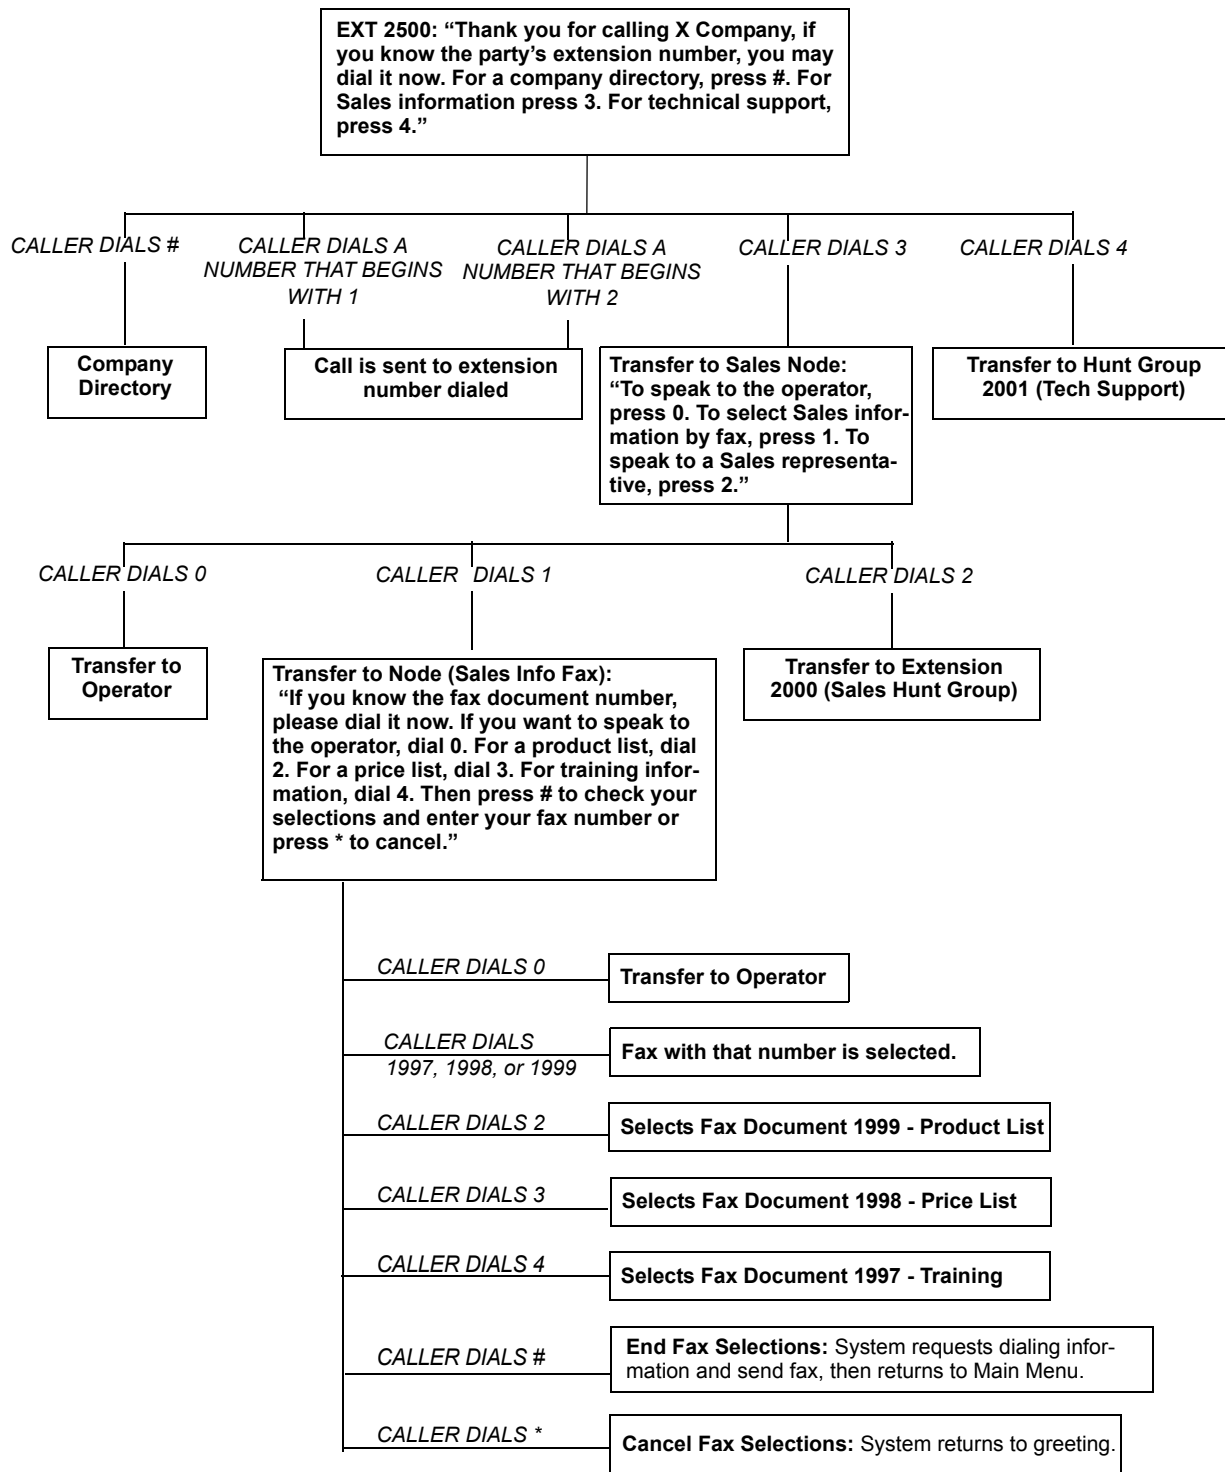 EXT 2500: “Thank you for calling X Company, if
you know the party’s extension number, you may
dial it now. For a company directory, press #. For
Sales information press 3. For technical support,
press 4.”
CALLER DIALS #
CALLER DIALS A
NUMBER THAT BEGINS
WITH 1
CALLER DIALS A
NUMBER THAT BEGINS
WITH 2
CALLER DIALS 3
CALLER DIALS 4
Company
Directory
Call is sent to extension
number dialed
Transfer to Sales Node:
“To speak to the operator,
press 0. To select Sales infor-
mation by fax, press 1. To
speak to a Sales representa-
tive, press 2.”
Transfer to Hunt Group
2001 (Tech Support)
CALLER DIALS 0
CALLER DIALS 1
CALLER DIALS 2
Transfer to
Operator
Transfer to Node (Sales Info Fax):
“If you know the fax document number,
please dial it now. If you want to speak to
the operator, dial 0. For a product list, dial
2. For a price list, dial 3. For training infor-
mation, dial 4. Then press # to check your
selections and enter your fax number or
press * to cancel.”
Transfer to Extension
2000 (Sales Hunt Group)
CALLER DIALS 0
Transfer to Operator
CALLER DIALS
1997, 1998, or 1999
Fax with that number is selected.
CALLER DIALS 2
Selects Fax Document 1999 - Product List
CALLER DIALS 3
Selects Fax Document 1998 - Price List
CALLER DIALS 4
Selects Fax Document 1997 - Training
CALLER DIALS #
End Fax Selections: System requests dialing infor-
mation and send fax, then returns to Main Menu.
CALLER DIALS *
Cancel Fax Selections: System returns to greeting.